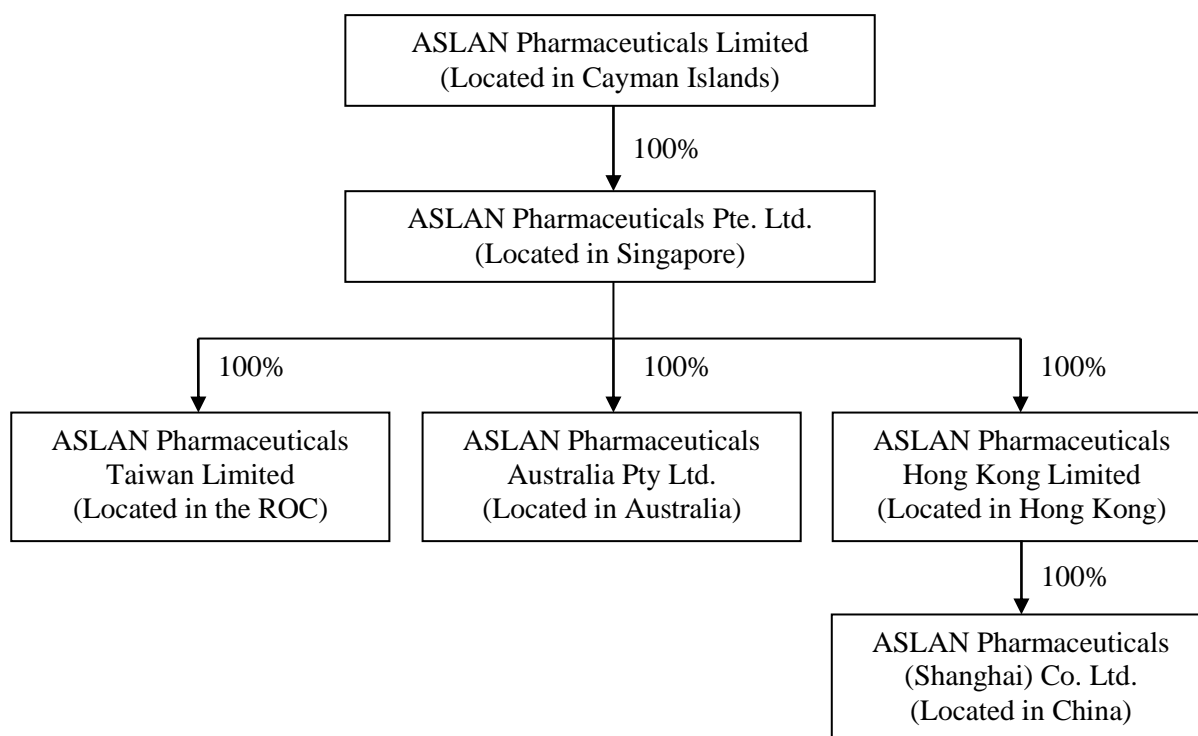 ASLAN Pharmaceuticals Limited
(Located in Cayman Islands)
100%
ASLAN Pharmaceuticals Pte. Ltd.
(Located in Singapore)
100%
100%
100%
ASLAN Pharmaceuticals
Taiwan Limited
(Located in the ROC)
ASLAN Pharmaceuticals
Australia Pty Ltd.
(Located in Australia)
ASLAN Pharmaceuticals
Hong Kong Limited
(Located in Hong Kong)
100%
ASLAN Pharmaceuticals
(Shanghai) Co. Ltd.
(Located in China)